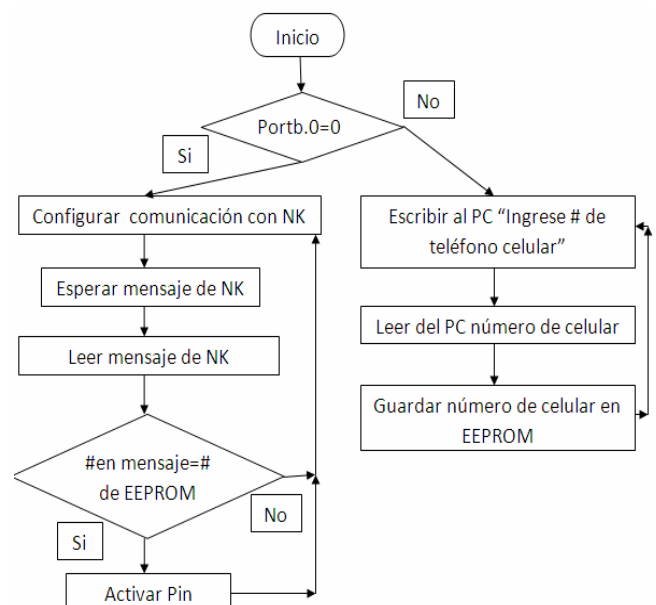 Inicio
Portb.0=0
Si
No
Configurar comunicación con NK
Esperar mensaje de NK
Leer mensaje de NK
#en mensaje=#
de EEPROM
Si
No
Activar Pin
Escribir al PC “Ingrese # de
teléfono celular”
Leer del PC número de celular
Guardar número de celular en
EEPROM